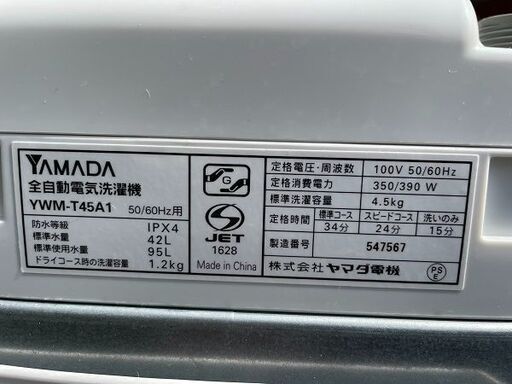 YAMADA
全自動電気洗濯機
YWM-T45A1 50/60Hz用
防水等級 IPX4
標準水量 42L
標準使用水量 95L
ドライコース時の洗濯容量 1.2kg
G
S
JET
1628
Made in China
定格電圧・周波数 100V 50/60Hz
定格消費電力 350/390 W
標準洗濯容量 4.5kg
定格時間 標準コース スピードコース 洗いのみ
34分 24分 15分
製造番号 547567
株式会社ヤマダ電機
PS
E